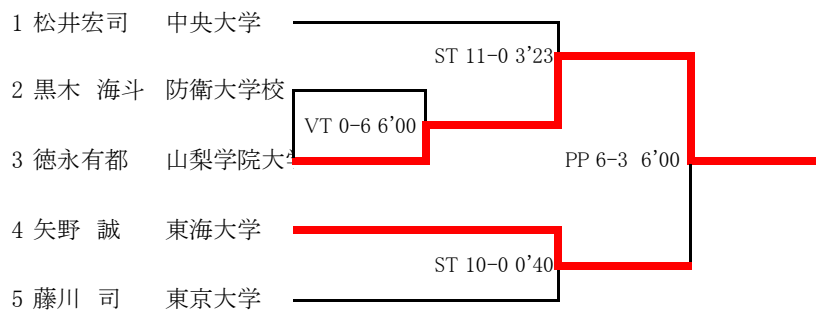 1 松井宏司 中央大学
ST 11-0 3’23
2 黒木 海斗 防衛大学校
VT 0-6 6’00
3 徳永有都 山梨学院大学
PP 6-3 6’00
4 矢野 誠 東海大学
ST 10-0 0’40
5 藤川 司 東京大学